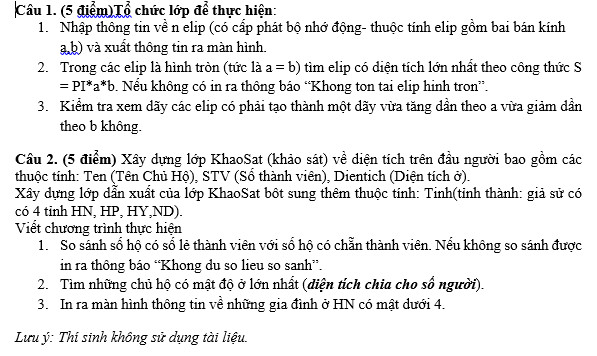 Câu 1. (5 điểm)Tổ chức lớp để thực hiện:
1. Nhập thông tin về n elip (có cấp phát bộ nhớ động- thuộc tính elip gồm bai bán kính
a,b) và xuất thông tin ra màn hình.
2. Trong các elip là hình tròn (tức là a = b) tìm elip có diện tích lớn nhất theo công thức S
= PI*a*b. Nếu không có in ra thông báo “Khong ton tai elip hinh tron”.
3. Kiểm tra xem dãy các elip có phải tạo thành một dãy vừa tăng dần theo a vừa giảm dần
theo b không.
Câu 2. (5 điểm) Xây dựng lớp KhaoSat (khảo sát) về diện tích trên đầu người bao gồm các
thuộc tính: Ten (Tên Chủ Hộ), STV (Số thành viên), Dientich (Diện tích ở).
Xây dựng lớp dẫn xuất của lớp KhaoSat bôt sung thêm thuộc tính: Tinh(tỉnh thành: giả sử có
có 4 tỉnh HN, HP, HY,ND).
Viết chương trình thực hiện
1. So sánh số hộ có số lẻ thành viên với số hộ có chẵn thành viên. Nếu không so sánh được
in ra thông báo “Khong du so lieu so sanh”.
2. Tìm những chủ hộ có mật độ ở lớn nhất (diện tích chia cho số người).
3. In ra màn hình thông tin về những gia đình ở HN có mật dưới 4.
Lưu ý: Thí sinh không sử dụng tài liệu.